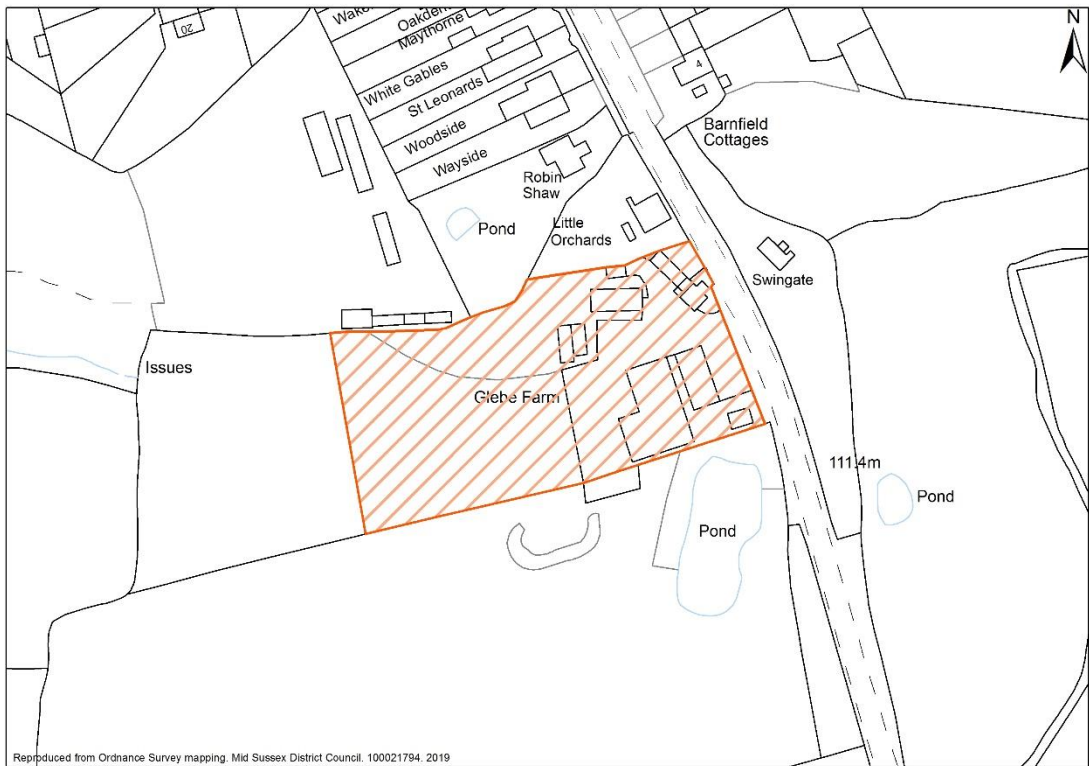 N
20
Wake
Oakden
Maythorne
White Gables
St Leonards
Woodside
Wayside
4
Barnfield
Cottages
Robin
Shaw
Pond
Little
Orchards
Swingate
Issues
Glebe Farm
111.4m
Pond
Pond
Reproduced from Ordnance Survey mapping. Mid Sussex District Council. 100021794. 2019